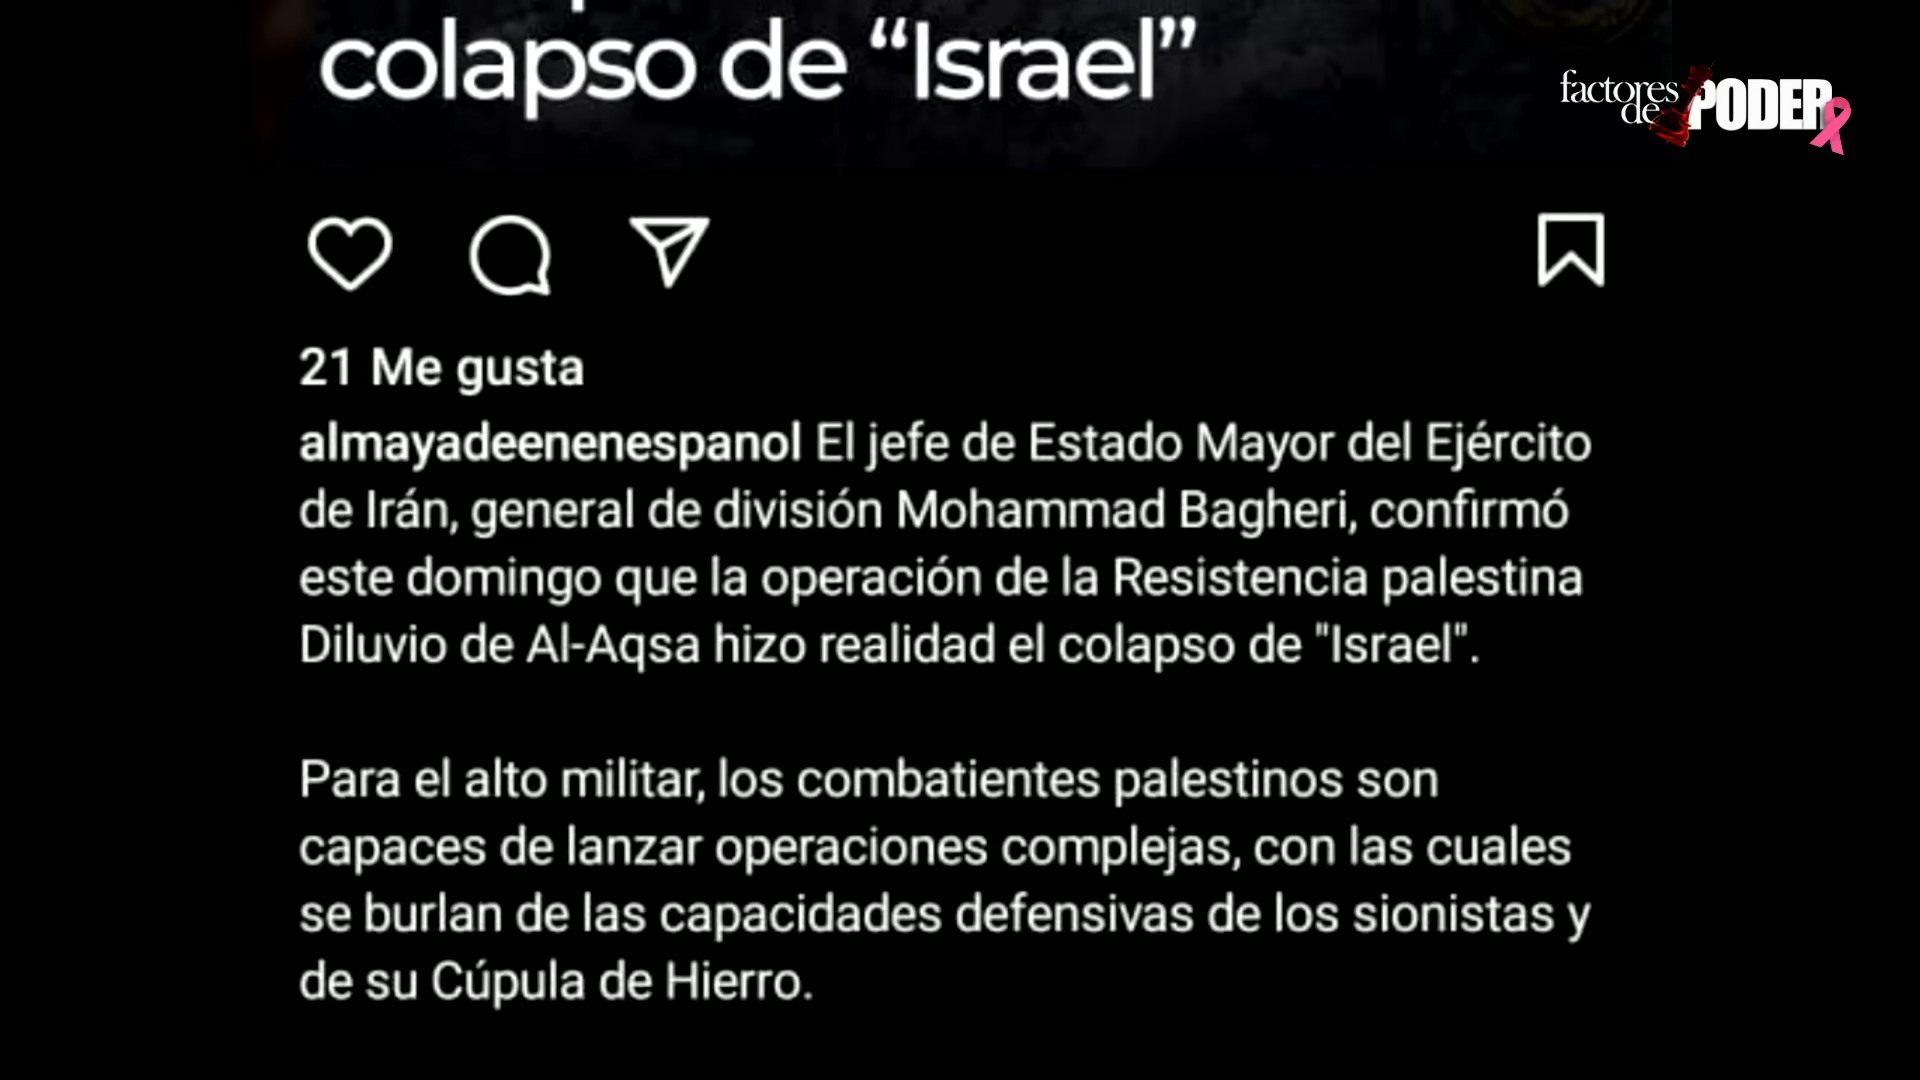 colapso de “Israel”
factores
de PODER
21 Me gusta
almayadeenenespanol El jefe de Estado Mayor del Ejército
de Irán, general de división Mohammad Bagheri, confirmó
este domingo que la operación de la Resistencia palestina
Diluvio de Al-Aqsa hizo realidad el colapso de "Israel".
Para el alto militar, los combatientes palestinos son
capaces de lanzar operaciones complejas, con las cuales
se burlan de las capacidades defensivas de los sionistas y
de su Cúpula de Hierro.